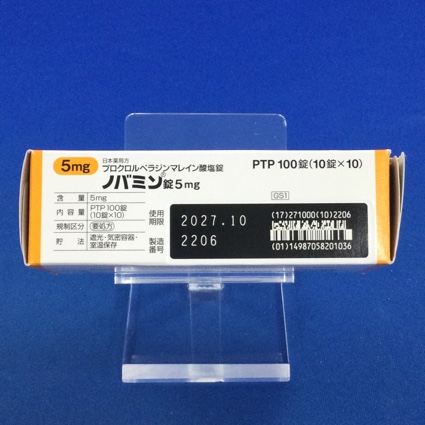 5mg
日本薬局方
プロクロルペラジンマレイン酸塩錠
ノバミン®錠5mg
PTP 100錠(10錠×10)
含量 5mg
内容量 PTP100錠
(10錠×10)
規制区分 要処方
貯法 遮光・気密容器・
室温保存
GS1
使用
期限 2027.10
製造
番号 2206
(17)271000(10)2206
(01)14987058201036